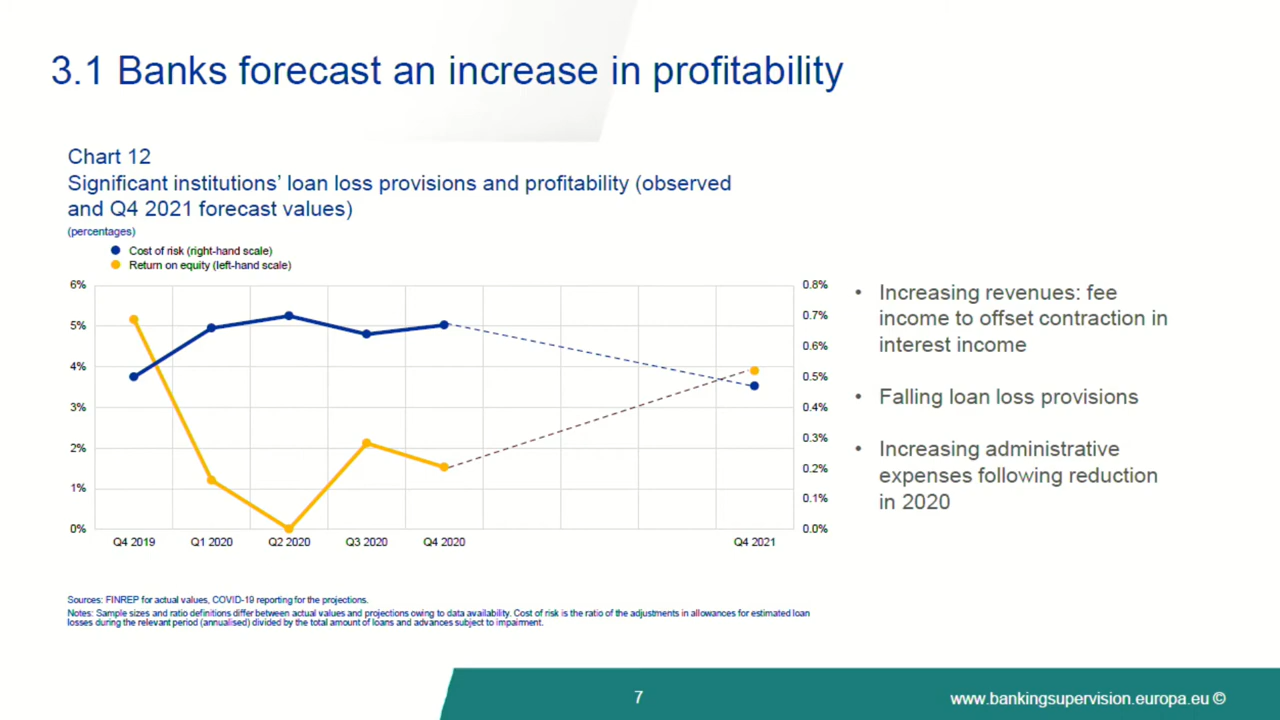 3.1 Banks forecast an increase in profitability
Chart 12
Significant institutions’ loan loss provisions and profitability (observed
and Q4 2021 forecast values)
(percentages)
Cost of risk (right-hand scale)
Return on equity (left-hand scale)
6%
5%
4%
3%
2%
1%
0%
0.8%
0.7%
0.6%
0.5%
0.4%
0.3%
0.2%
0.1%
0.0%
Q4 2019 Q1 2020 Q2 2020 Q3 2020 Q4 2020 Q4 2021
• Increasing revenues: fee
income to offset contraction in
interest income
• Falling loan loss provisions
• Increasing administrative
expenses following reduction
in 2020
Sources: FINREP for actual values, COVID-19 reporting for the projections.
Notes: Sample sizes and ratio definitions differ between actual values and projections owing to data availability. Cost of risk is the ratio of the adjustments in allowances for estimated loan
losses during the relevant period (annualised) divided by the total amount of loans and advances subject to impairment.
7
www.bankingsupervision.europa.eu ©